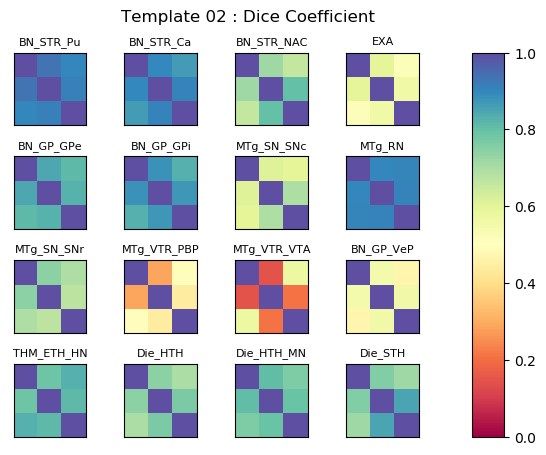 Template 02 : Dice Coefficient
BN_STR_Pu BN_STR_Ca BN_STR_NAC EXA
BN_GP_GPe BN_GP_GPi MTg_SN_SNc MTg_RN
MTg_SN_SNr MTg_VTR_PBP MTg_VTR_VTA BN_GP_VeP
THM_ETH_HN Die_HTH Die_HTH_MN Die_STH
1.0
0.8
0.6
0.4
0.2
0.0